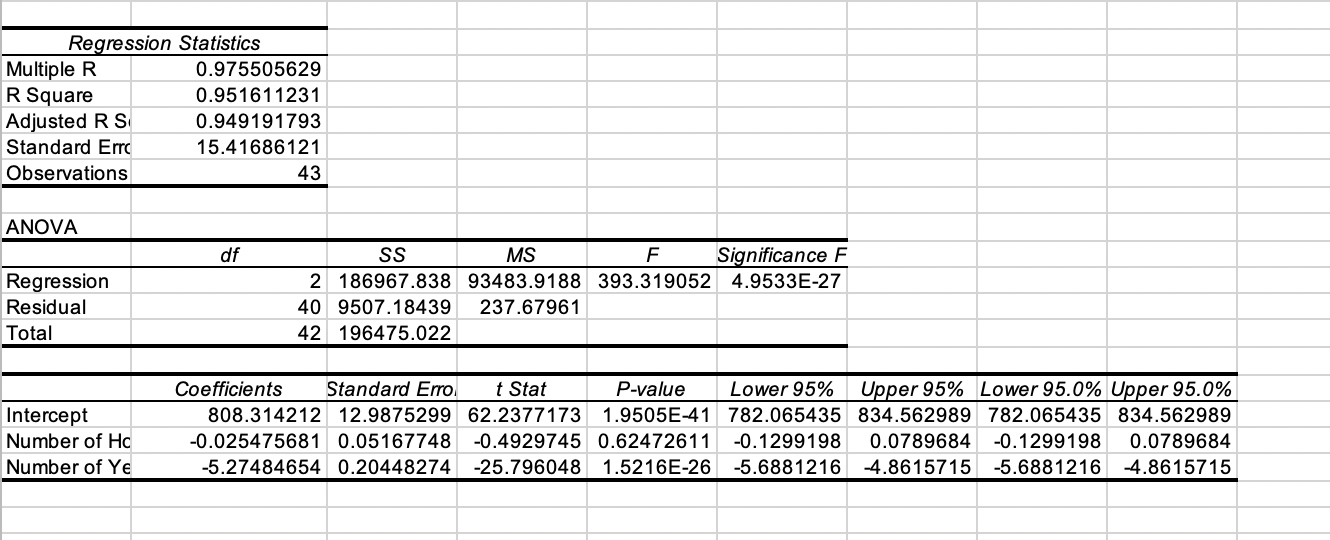 Regression Statistics
Multiple R 0.975505629
R Square 0.951611231
Adjusted R S 0.949191793
Standard Erro 15.41686121
Observations 43
ANOVA
df SS MS F Significance F
Regression 2 186967.838 93483.9188 393.319052 4.9533E-27
Residual 40 9507.18439 237.67961
Total 42 196475.022
Coefficients Standard Erro t Stat P-value Lower 95% Upper 95% Lower 95.0% Upper 95.0%
Intercept 808.314212 12.9875299 62.2377173 1.9505E-41 782.065435 834.562989 782.065435 834.562989
Number of Ho -0.025475681 0.05167748 -0.4929745 0.62472611 -0.1299198 0.0789684 -0.1299198 0.0789684
Number of Ye -5.27484654 0.20448274 -25.796048 1.5216E-26 -5.6881216 -4.8615715 -5.6881216 -4.8615715